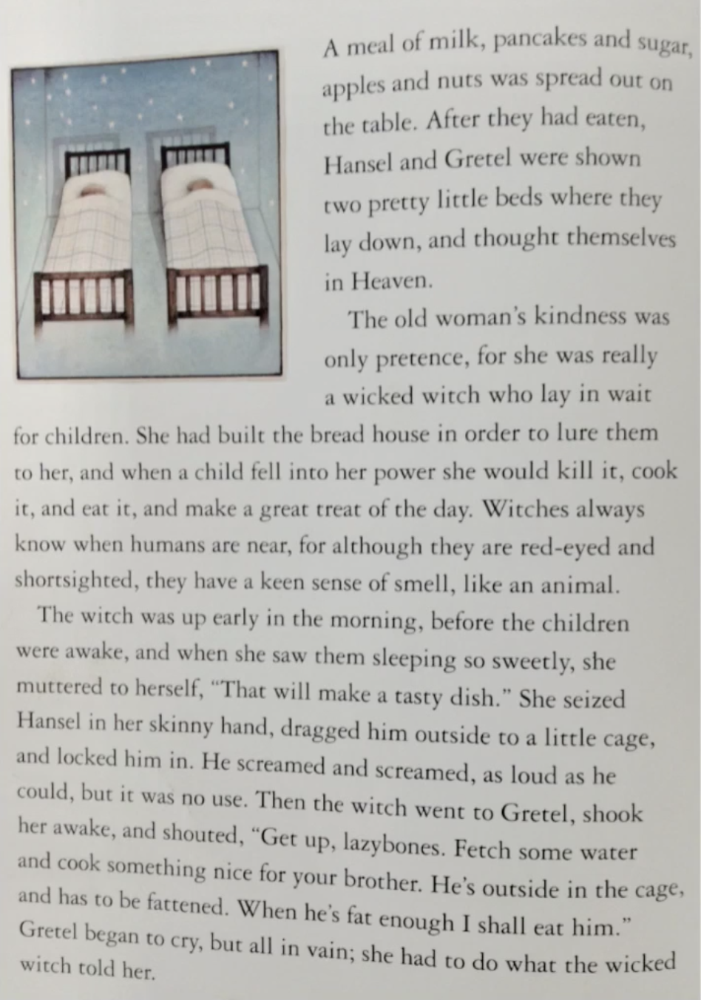 A meal of milk, pancakes and sugar,
apples and nuts was spread out on
the table. After they had eaten,
Hansel and Gretel were shown
two pretty little beds where they
lay down, and thought themselves
in Heaven.
The old woman's kindness was
only pretence, for she was really
a wicked witch who lay in wait
for children. She had built the bread house in order to lure them
to her, and when a child fell into her power she would kill it, cook
it, and eat it, and make a great treat of the day. Witches always
know when humans are near, for although they are red-eyed and
shortsighted, they have a keen sense of smell, like an animal.
The witch was up early in the morning, before the children
were awake, and when she saw them sleeping so sweetly, she
muttered to herself, “That will make a tasty dish.” She seized
Hansel in her skinny hand, dragged him outside to a little cage,
and locked him in. He screamed and screamed, as loud as he
could, but it was no use. Then the witch went to Gretel, shook
her awake, and shouted, “Get up, lazybones. Fetch some water
and cook something nice for your brother. He's outside in the cage,
and has to be fattened. When he's fat enough I shall eat him.”
Gretel began to cry, but all in vain; she had to do what the wicked
witch told her.